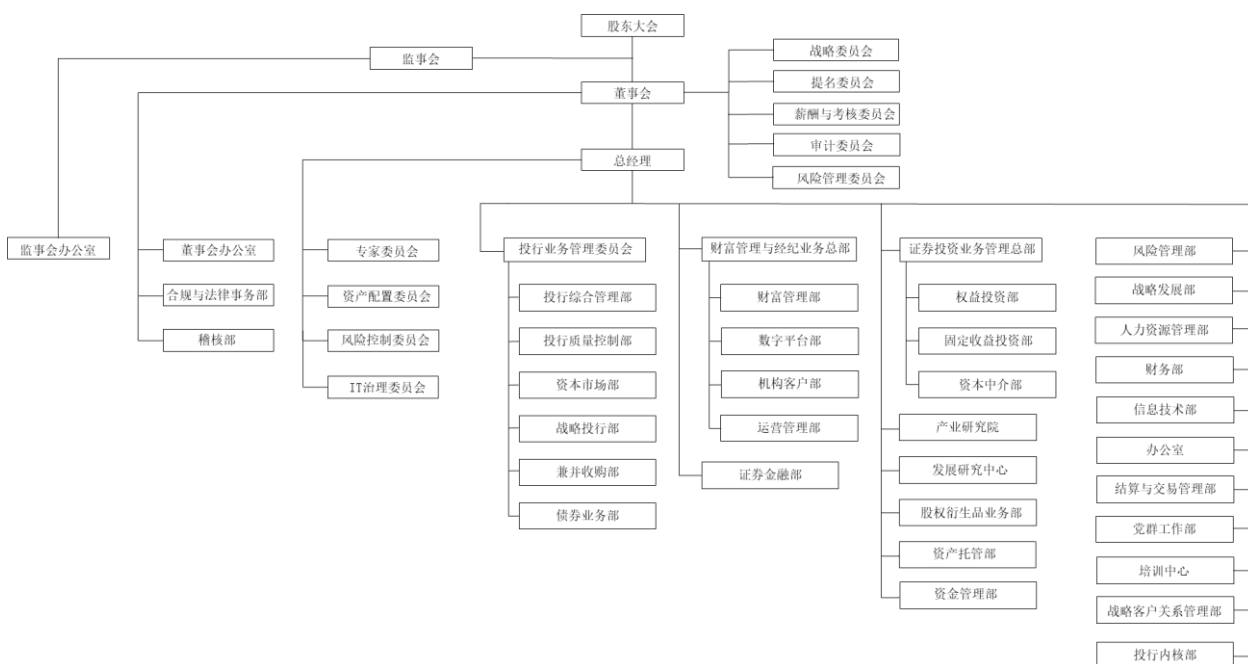 股东大会
监事会
战略委员会
提名委员会
董事会
薪酬与考核委员会
审计委员会
总经理
风险管理委员会
监事会办公室
董事会办公室
合规与法律事务部
稽核部
专家委员会
资产配置委员会
风险控制委员会
IT治理委员会
投行业务管理委员会
投行综合管理部
投行质量控制部
资本市场部
战略投行部
兼并收购部
债券业务部
财富管理与经纪业务总部
财富管理部
数字平台部
机构客户部
运营管理部
证券金融部
证券投资业务管理总部
权益投资部
固定收益投资部
资本中介部
产业研究院
发展研究中心
股权衍生品业务部
资产托管部
资金管理部
风险管理部
战略发展部
人力资源管理部
财务部
信息技术部
办公室
结算与交易管理部
党群工作部
培训中心
战略客户关系管理部
投行内核部